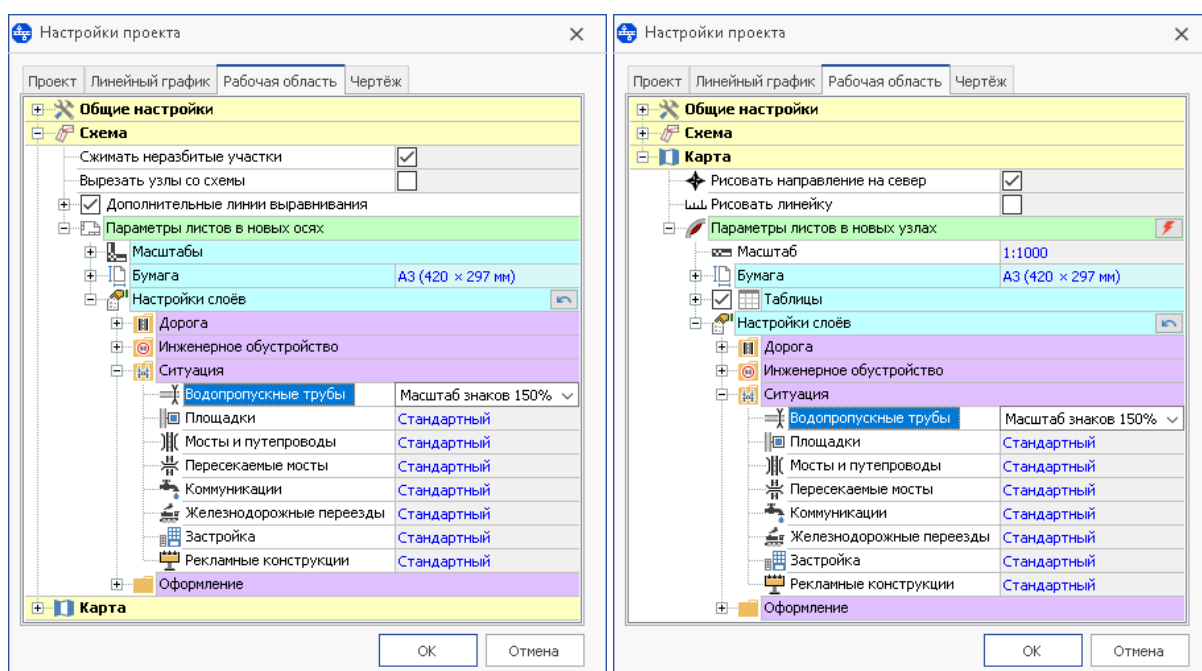 Настройки проекта
Проект Линейный график Рабочая область Чертёж
Общие настройки
Схема
Сжимать неразбитые участки
Вырезать узлы со схемы
Дополнительные линии выравнивания
Параметры листов в новых осях
Масштабы
Бумага А3 (420 × 297 мм)
Настройки слоёв
Дорога
Инженерное обустройство
Ситуация
Водопропускные трубы Масштаб знаков 150%
Площадки Стандартный
Мосты и путепроводы Стандартный
Пересекаемые мосты Стандартный
Коммуникации Стандартный
Железнодорожные переезды Стандартный
Застройка Стандартный
Рекламные конструкции Стандартный
Оформление
Карта
ОК Отмена
Настройки проекта
Проект Линейный график Рабочая область Чертёж
Общие настройки
Схема
Карта
Рисовать направление на север
Рисовать линейку
Параметры листов в новых узлах
Масштаб 1:1000
Бумага А3 (420 × 297 мм)
Таблицы
Настройки слоёв
Дорога
Инженерное обустройство
Ситуация
Водопропускные трубы Масштаб знаков 150%
Площадки Стандартный
Мосты и путепроводы Стандартный
Пересекаемые мосты Стандартный
Коммуникации Стандартный
Железнодорожные переезды Стандартный
Застройка Стандартный
Рекламные конструкции Стандартный
Оформление
ОК Отмена